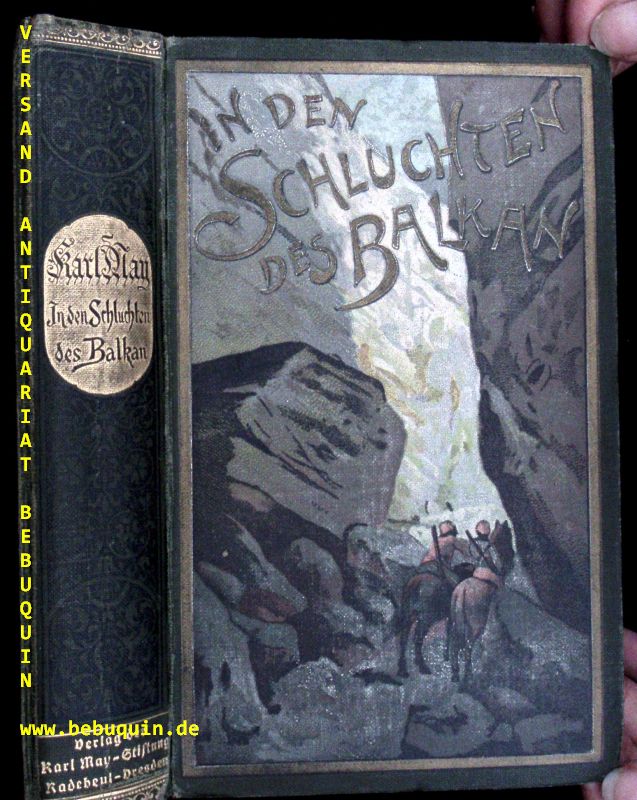 VERSAND ANTIQUARIAT BEBUQUIN
Karl May
In den Schluchten
des Balkan
IN DEN
SCHLUCHTEN
DES BALKAN
www.bebuquin.de
Karl May-Stiftung
Radebeul-Dresden